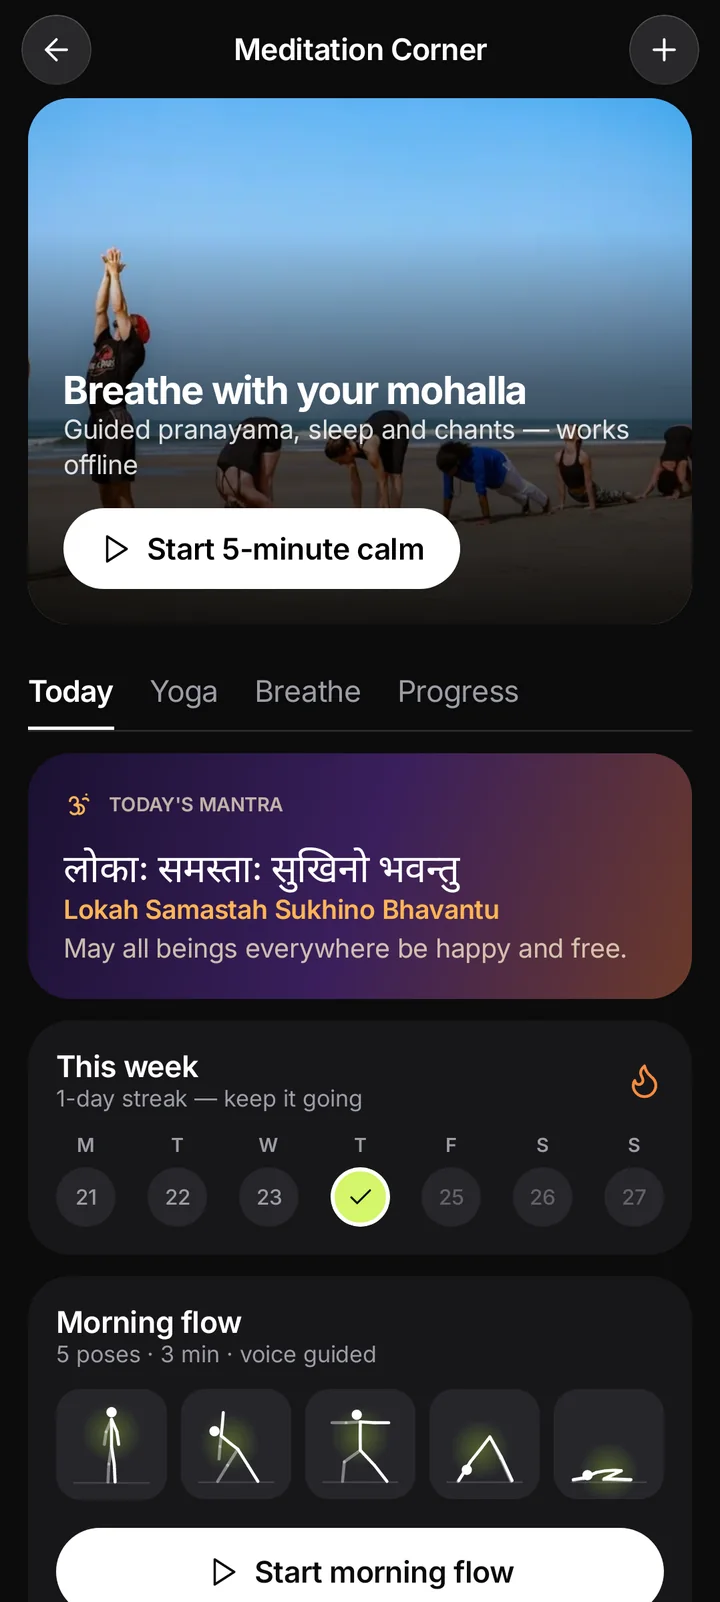 Meditation Corner
Breathe with your mohalla
Guided pranayama, sleep and chants — works
offline
Start 5-minute calm
Today Yoga Breathe Progress
ॐ TODAY'S MANTRA
लोकाः समस्ताः सुखिनो भवन्तु
Lokah Samastah Sukhino Bhavantu
May all beings everywhere be happy and free.
This week
1-day streak — keep it going
M T W T F S S
21 22 23 25 26 27
Morning flow
5 poses · 3 min · voice guided
Start morning flow